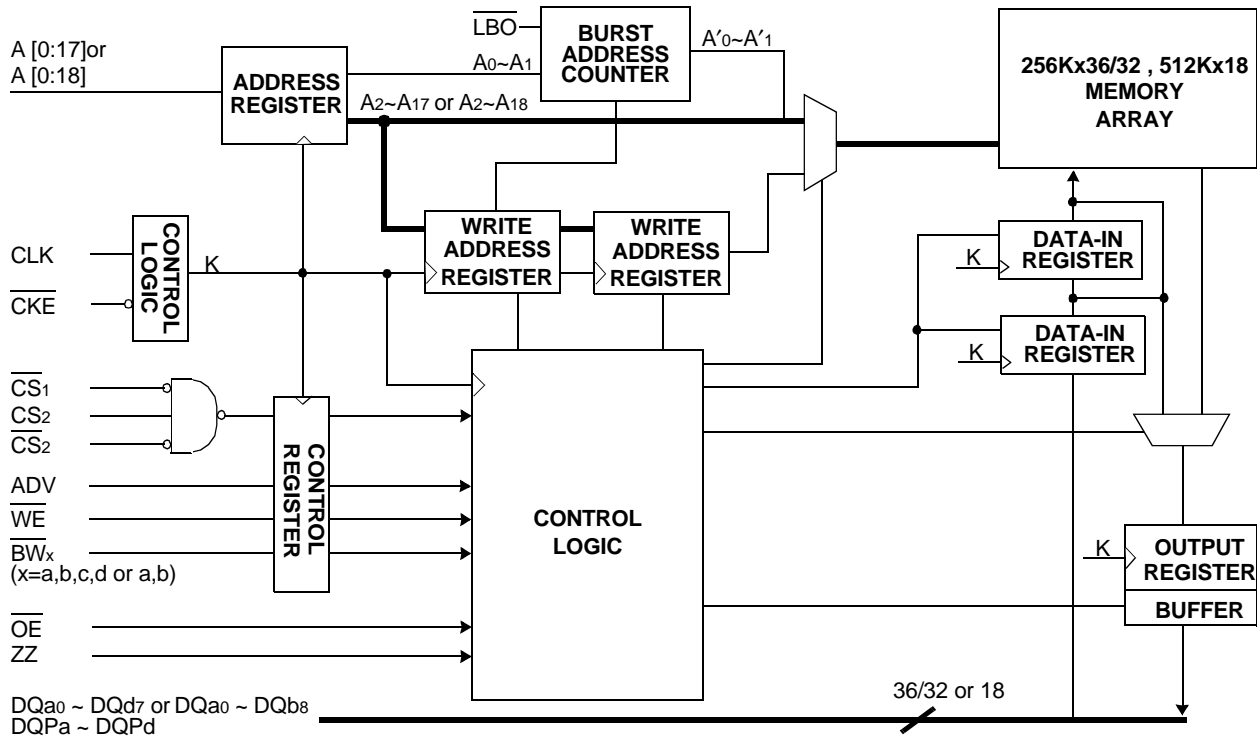 A [0:17]or
A [0:18]
ADDRESS
REGISTER
LBO
A0~A1
BURST
ADDRESS
COUNTER
A′0~A′1
A2~A17 or A2~A18
256Kx36/32 , 512Kx18
MEMORY
ARRAY
WRITE
ADDRESS
REGISTER
WRITE
ADDRESS
REGISTER
CLK
CKE
CONTROL
LOGIC
K
K
DATA-IN
REGISTER
K
DATA-IN
REGISTER
CS1
CS2
CS2
ADV
WE
BWx
(x=a,b,c,d or a,b)
CONTROL
REGISTER
CONTROL
LOGIC
K
OUTPUT
REGISTER
BUFFER
OE
ZZ
DQa0 ~ DQd7 or DQa0 ~ DQb8
DQPa ~ DQPd
36/32 or 18